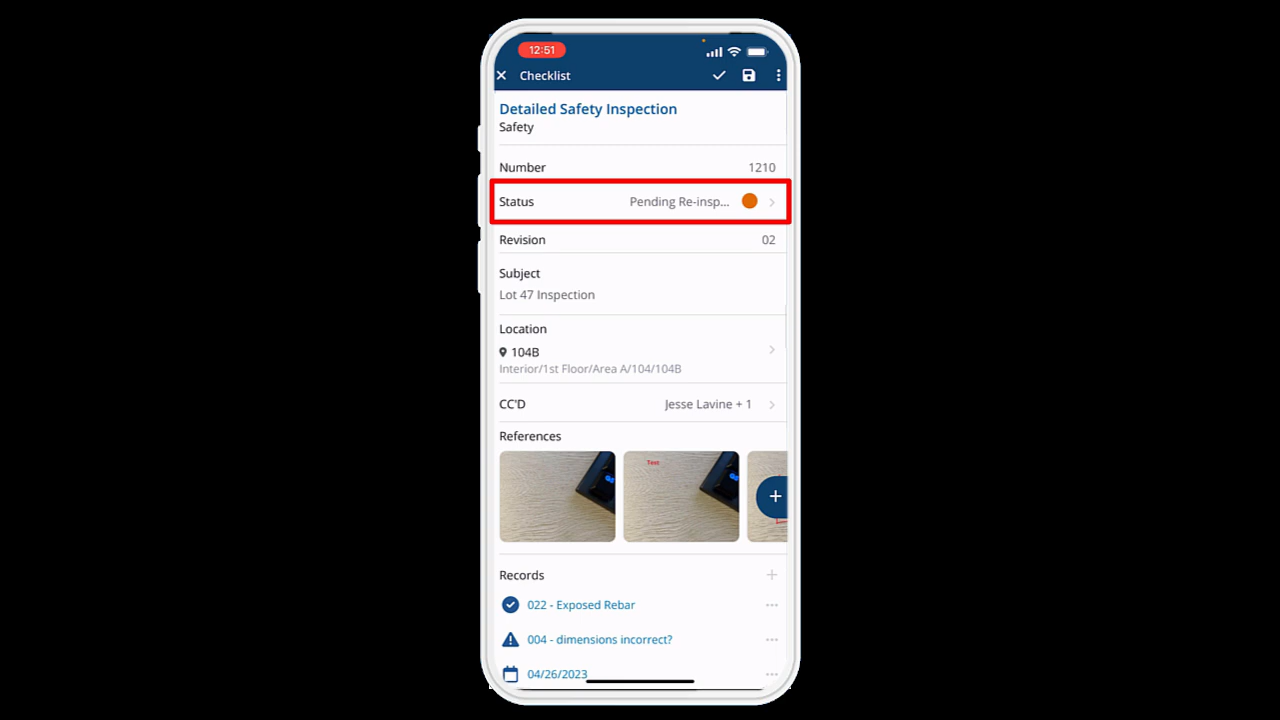 12:51
Checklist
Detailed Safety Inspection
Safety
Number 1210
Status Pending Re-insp...
Revision 02
Subject
Lot 47 Inspection
Location
104B
Interior/1st Floor/Area A/104/104B
CC'D Jesse Lavine + 1
References
Test
Records
022 - Exposed Rebar
004 - dimensions incorrect?
04/26/2023